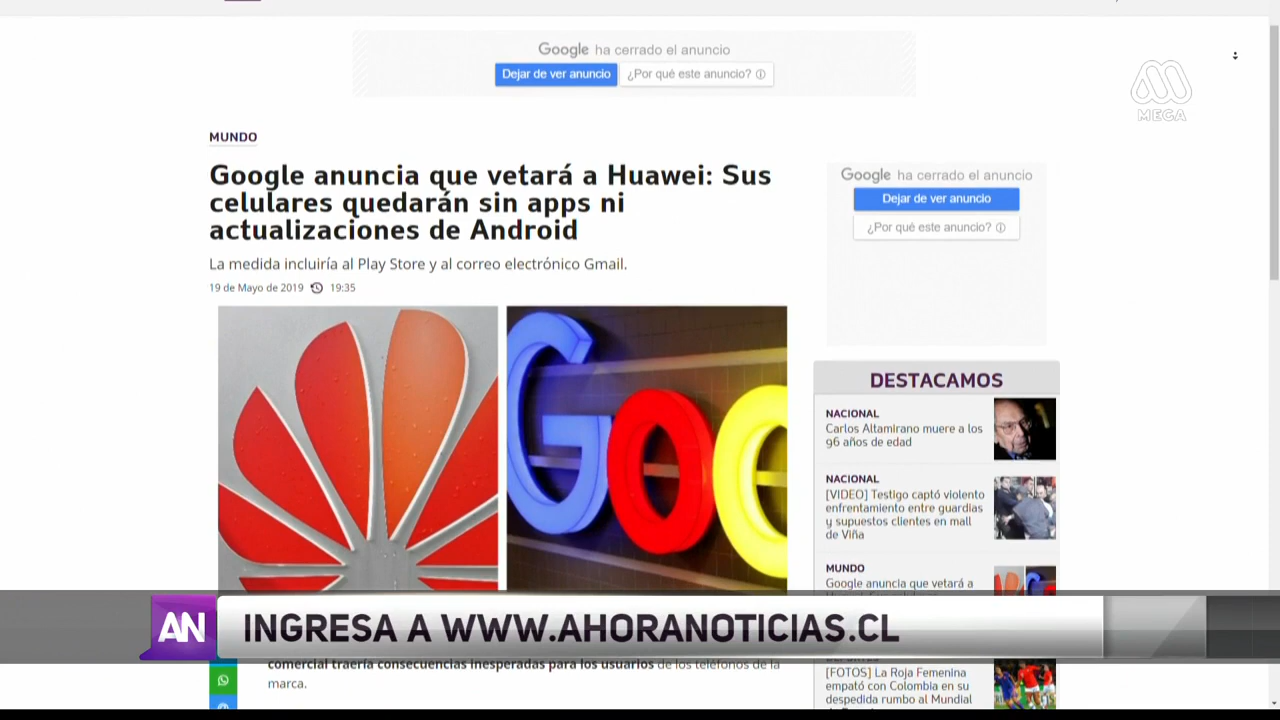 Google ha cerrado el anuncio
Dejar de ver anuncio
¿Por qué este anuncio?
MEGA
MUNDO
Google anuncia que vetará a Huawei: Sus
celulares quedarán sin apps ni
actualizaciones de Android
La medida incluiría al Play Store y al correo electrónico Gmail.
19 de Mayo de 2019 19:35
Google ha cerrado el anuncio
Dejar de ver anuncio
¿Por qué este anuncio?
Goo
DESTACAMOS
NACIONAL
Carlos Altamirano muere a los
96 años de edad
NACIONAL
[VIDEO] Testigo captó violento
enfrentamiento entre guardias
y supuestos clientes en mall
de Viña
MUNDO
Google anuncia que vetará a
AN
INGRESA A WWW.AHORANOTICIAS.CL
comercial traería consecuencias inesperadas para los usuarios de los teléfonos de la
marca.
[FOTOS] La Roja Femenina
empató con Colombia en su
despedida rumbo al Mundial